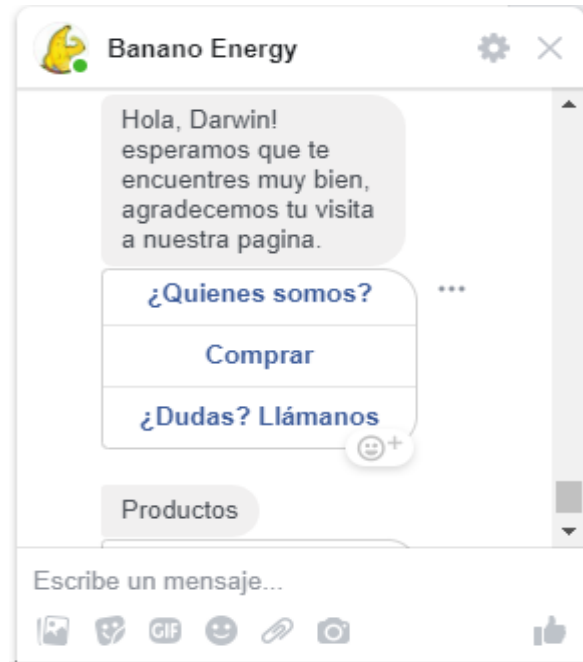 Banano Energy
Hola, Darwin!
esperamos que te
encuentres muy bien,
agradecemos tu visita
a nuestra pagina.
¿Quienes somos?
Comprar
¿Dudas? Llámanos
Productos
Escribe un mensaje...
GIF